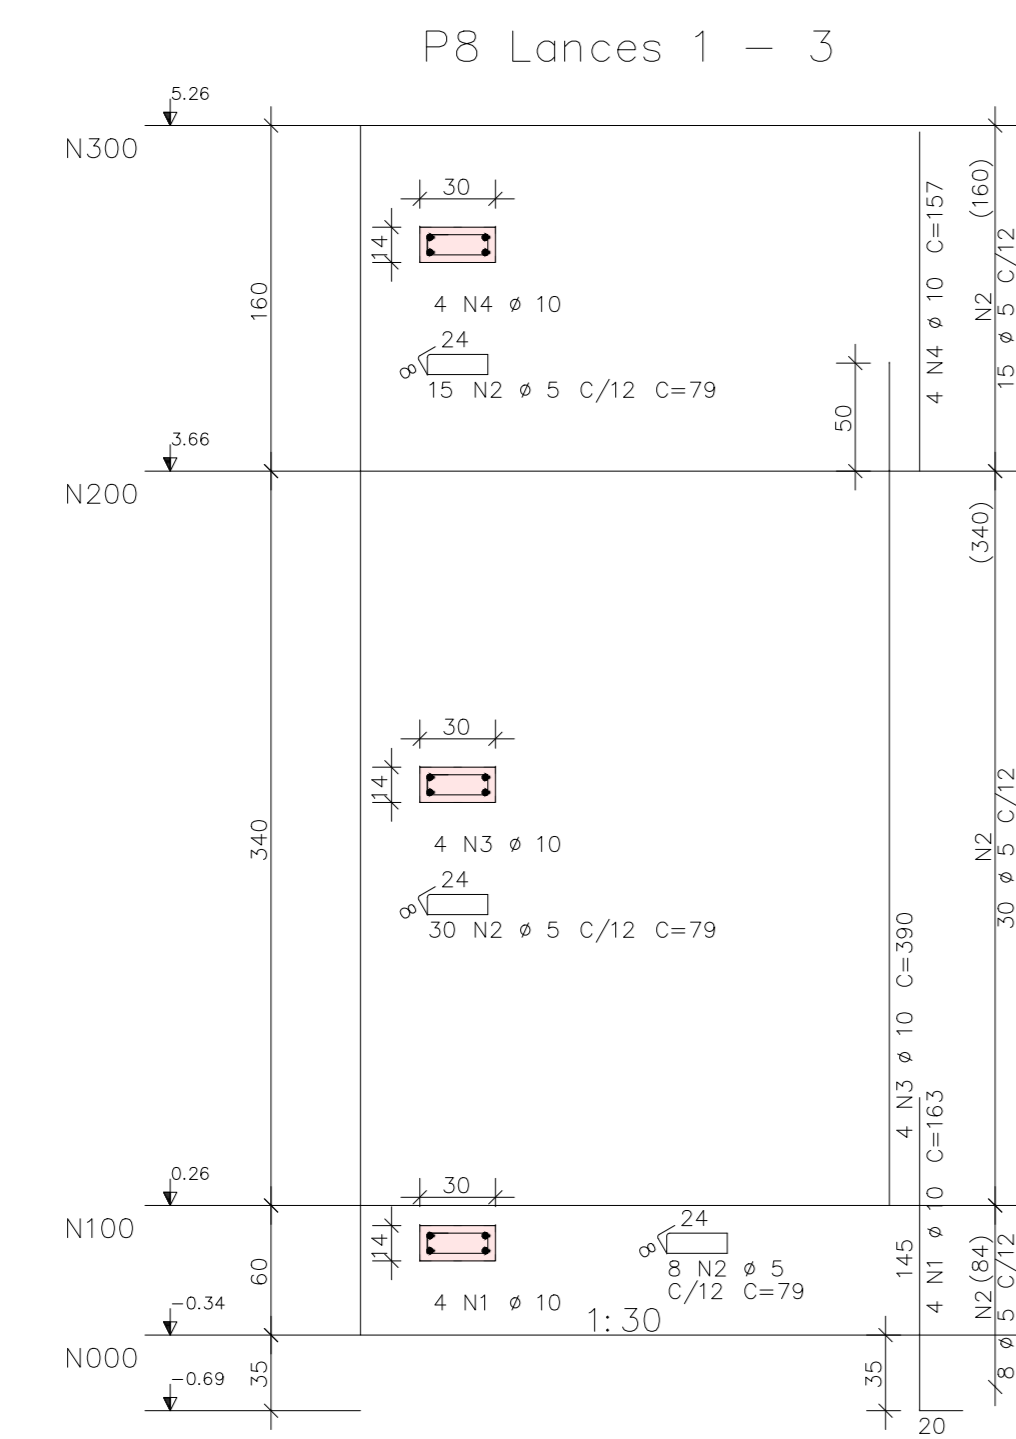 P8 Lances 1 – 3
5.26
N300
30
14
160
4 N4 ø 10
24
8
15 N2 ø 5 C/12 C=79
4 N4 ø 10 C=157
(160)
N2
15 ø 5 C/12
50
3.66
N200
(340)
30
14
340
4 N3 ø 10
24
8
30 N2 ø 5 C/12 C=79
N2
30 ø 5 C/12
4 N3 ø 10 C=390
0.26
N100
30
14
60
4 N1 ø 10
24
8
8 N2 ø 5
C/12 C=79
1:30
145
4 N1 ø 10 C=163
N2(84)
8 ø 5 C/12
-0.34
N000
35
-0.69
35
20